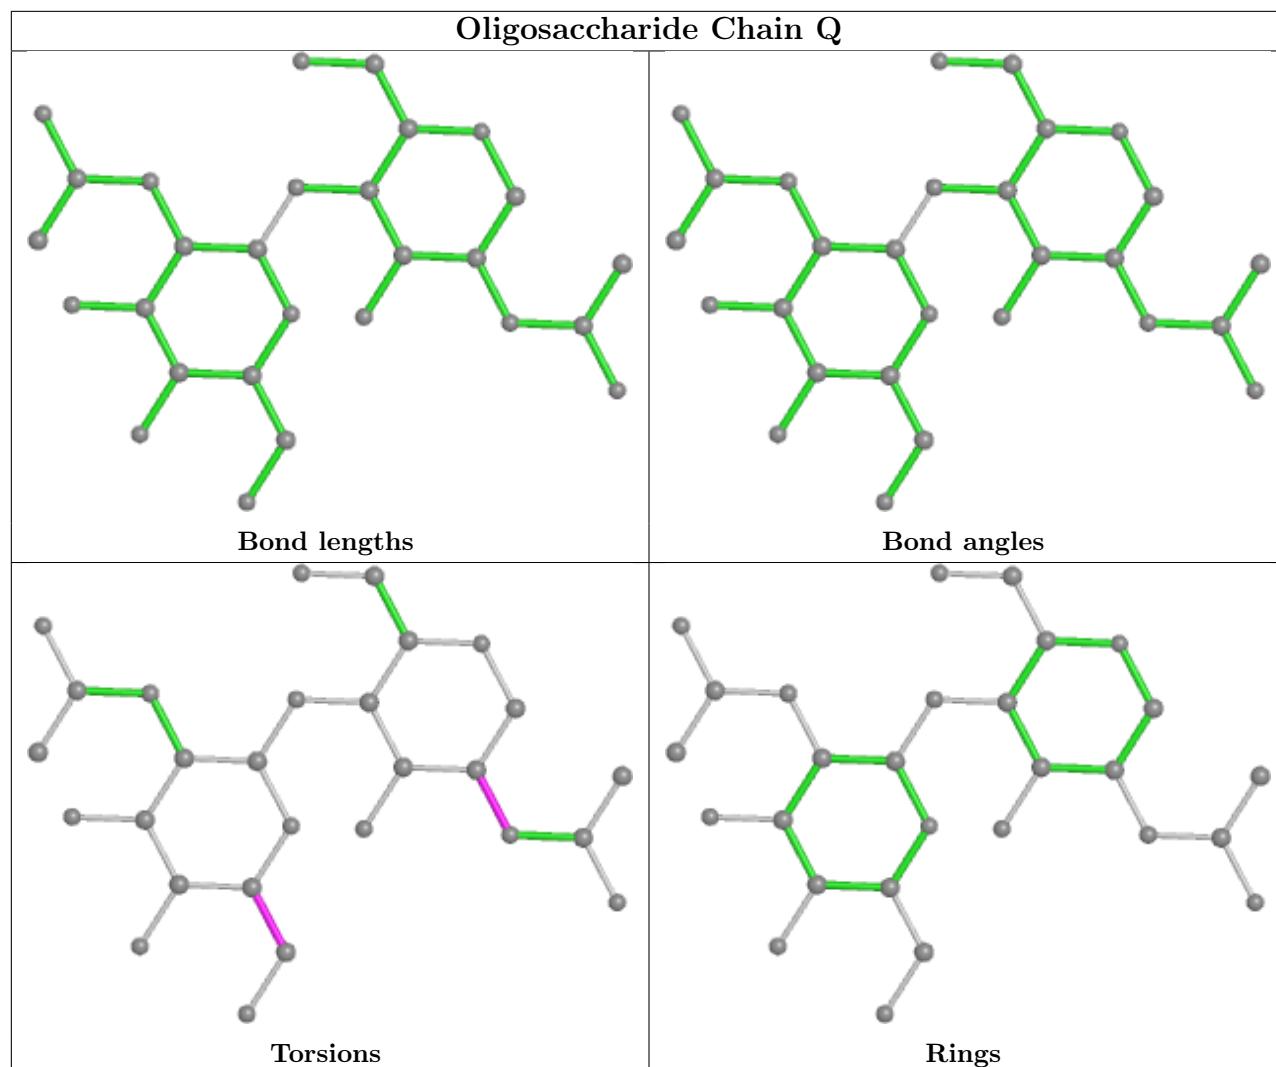 Oligosaccharide Chain Q
Bond lengths
Bond angles
Torsions
Rings